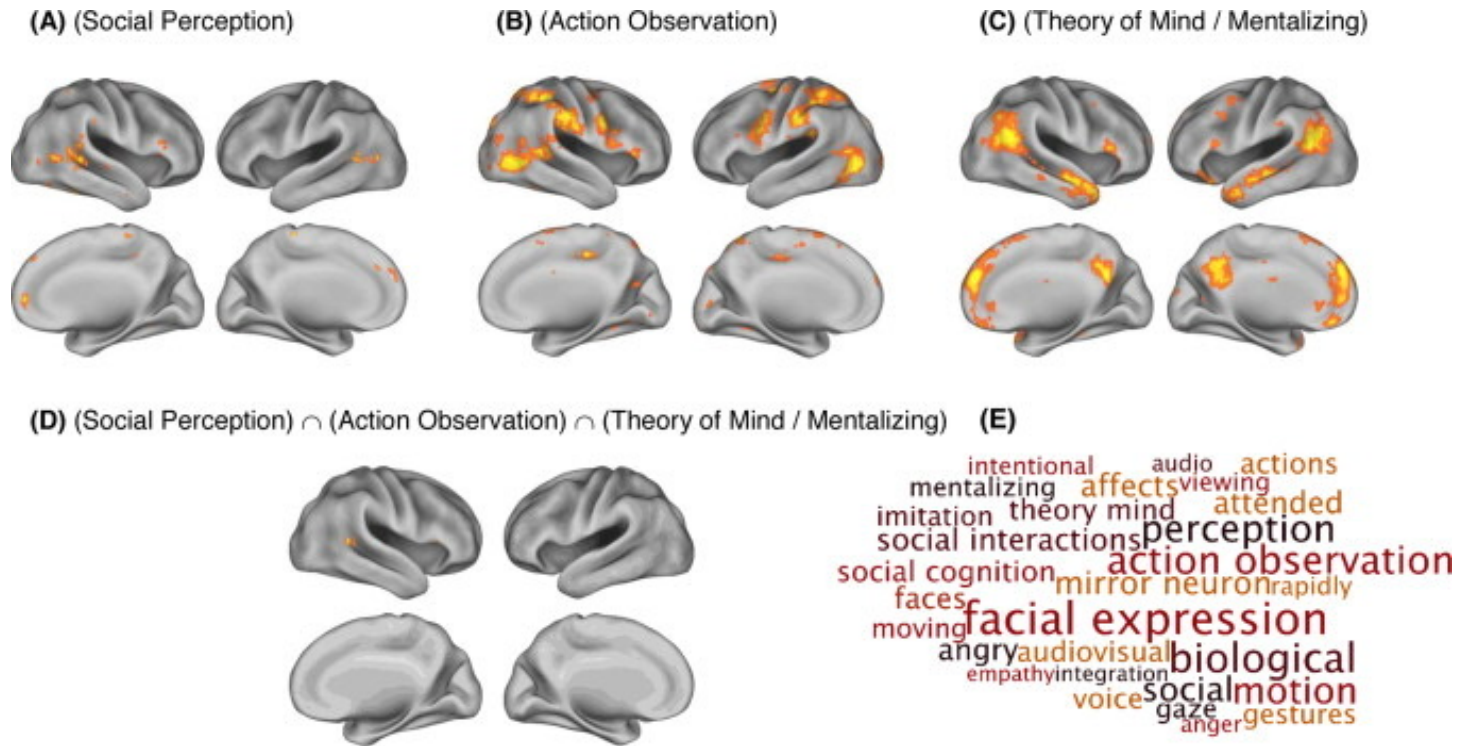 (A) (Social Perception)
(B) (Action Observation)
(C) (Theory of Mind / Mentalizing)
(D) (Social Perception) ∩ (Action Observation) ∩ (Theory of Mind / Mentalizing)
(E)
intentional audio actions
mentalizing affects viewing
imitation theory mind attended
social interactions perception
social cognition action observation
faces mirror neuron rapidly
moving facial expression
angry audiovisual biological
empathy integration
voice social motion
gaze gestures
anger